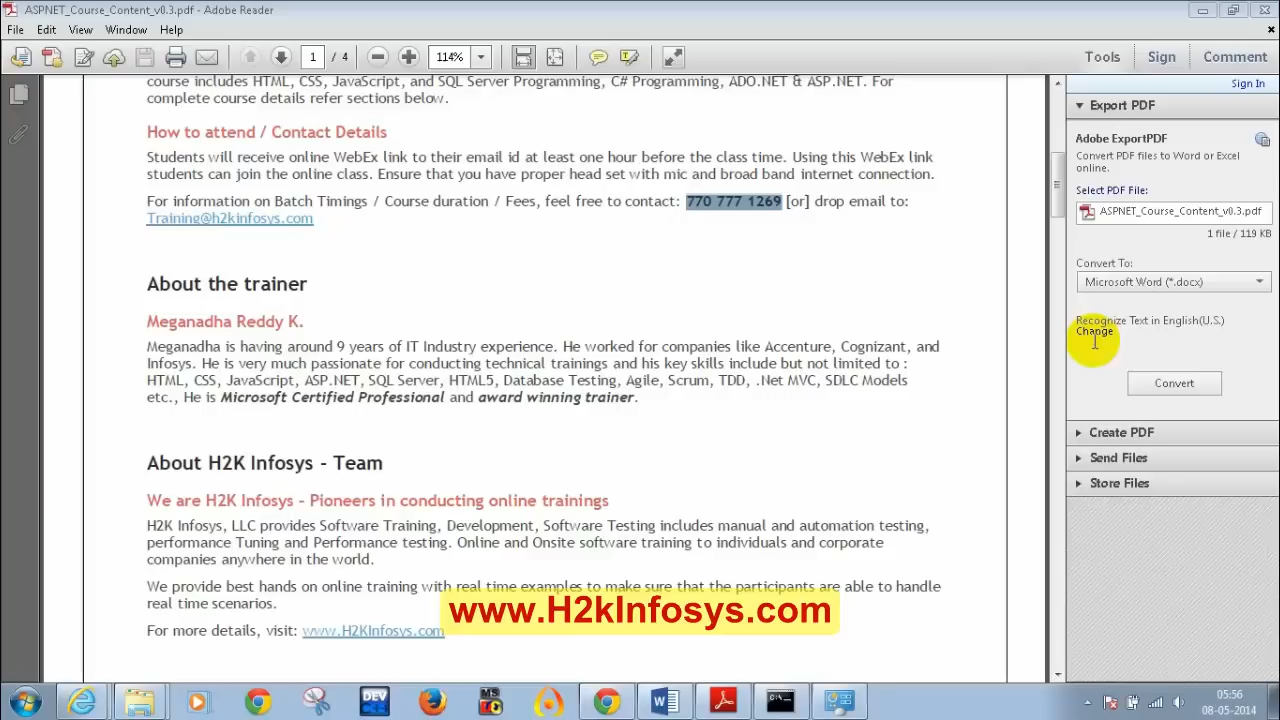 ASPNET_Course_Content_v0.3.pdf - Adobe Reader
File Edit View Window Help
1 / 4 114% Tools Sign Comment
Sign In
course includes HTML, CSS, JavaScript, and SQL Server Programming, C# Programming, ADO.NET & ASP.NET. For
complete course details refer sections below.
How to attend / Contact Details
Students will receive online WebEx link to their email id at least one hour before the class time. Using this WebEx link
students can join the online class. Ensure that you have proper head set with mic and broad band internet connection.
For information on Batch Timings / Course duration / Fees, feel free to contact: 770 777 1269 [or] drop email to:
Training@h2kinfosys.com
About the trainer
Meganadha Reddy K.
Meganadha is having around 9 years of IT Industry experience. He worked for companies like Accenture, Cognizant, and
Infosys. He is very much passionate for conducting technical trainings and his key skills include but not limited to :
HTML, CSS, JavaScript, ASP.NET, SQL Server, HTML5, Database Testing, Agile, Scrum, TDD, .Net MVC, SDLC Models
etc., He is Microsoft Certified Professional and award winning trainer.
About H2K Infosys - Team
We are H2K Infosys - Pioneers in conducting online trainings
H2K Infosys, LLC provides Software Training, Development, Software Testing includes manual and automation testing,
performance Tuning and Performance testing. Online and Onsite software training to individuals and corporate
companies anywhere in the world.
We provide best hands on online training with real time examples to make sure that the participants are able to handle
real time scenarios.
For more details, visit: www.H2KInfosys.com
www.H2kInfosys.com
Export PDF
Adobe ExportPDF
Convert PDF files to Word or Excel
online.
Select PDF File:
ASPNET_Course_Content_v0.3.pdf
1 file / 119 KB
Convert To:
Microsoft Word (*.docx)
Recognize Text in English(U.S.)
Change
Convert
Create PDF
Send Files
Store Files
DEV
MS
C:\
05:56
08-05-2014